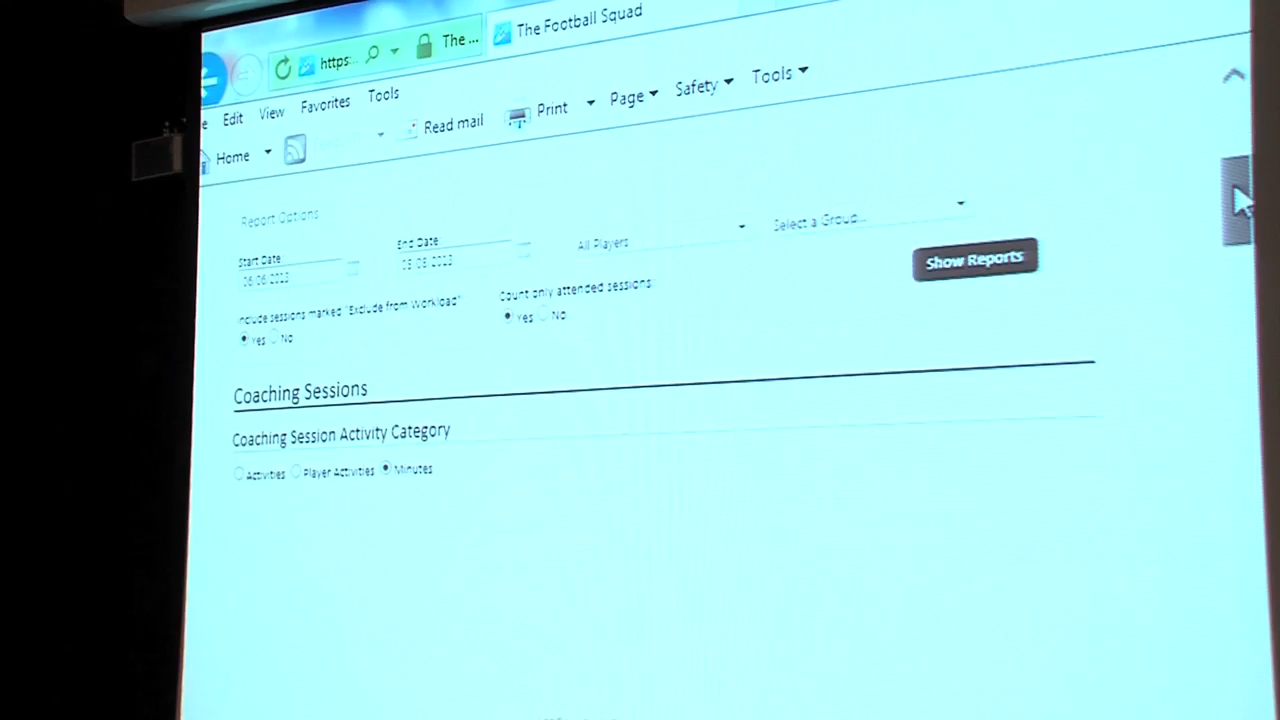 https:.. The ... The Football Squad
e Edit View Favorites Tools
Home Read mail Print Page Safety Tools
Report Options
Start Date End Date All Players Select a Group...
Show Reports
Include sessions marked "Exclude from Workload" Count only attended sessions:
Yes No Yes No
Coaching Sessions
Coaching Session Activity Category
Activities Player Activities Minutes